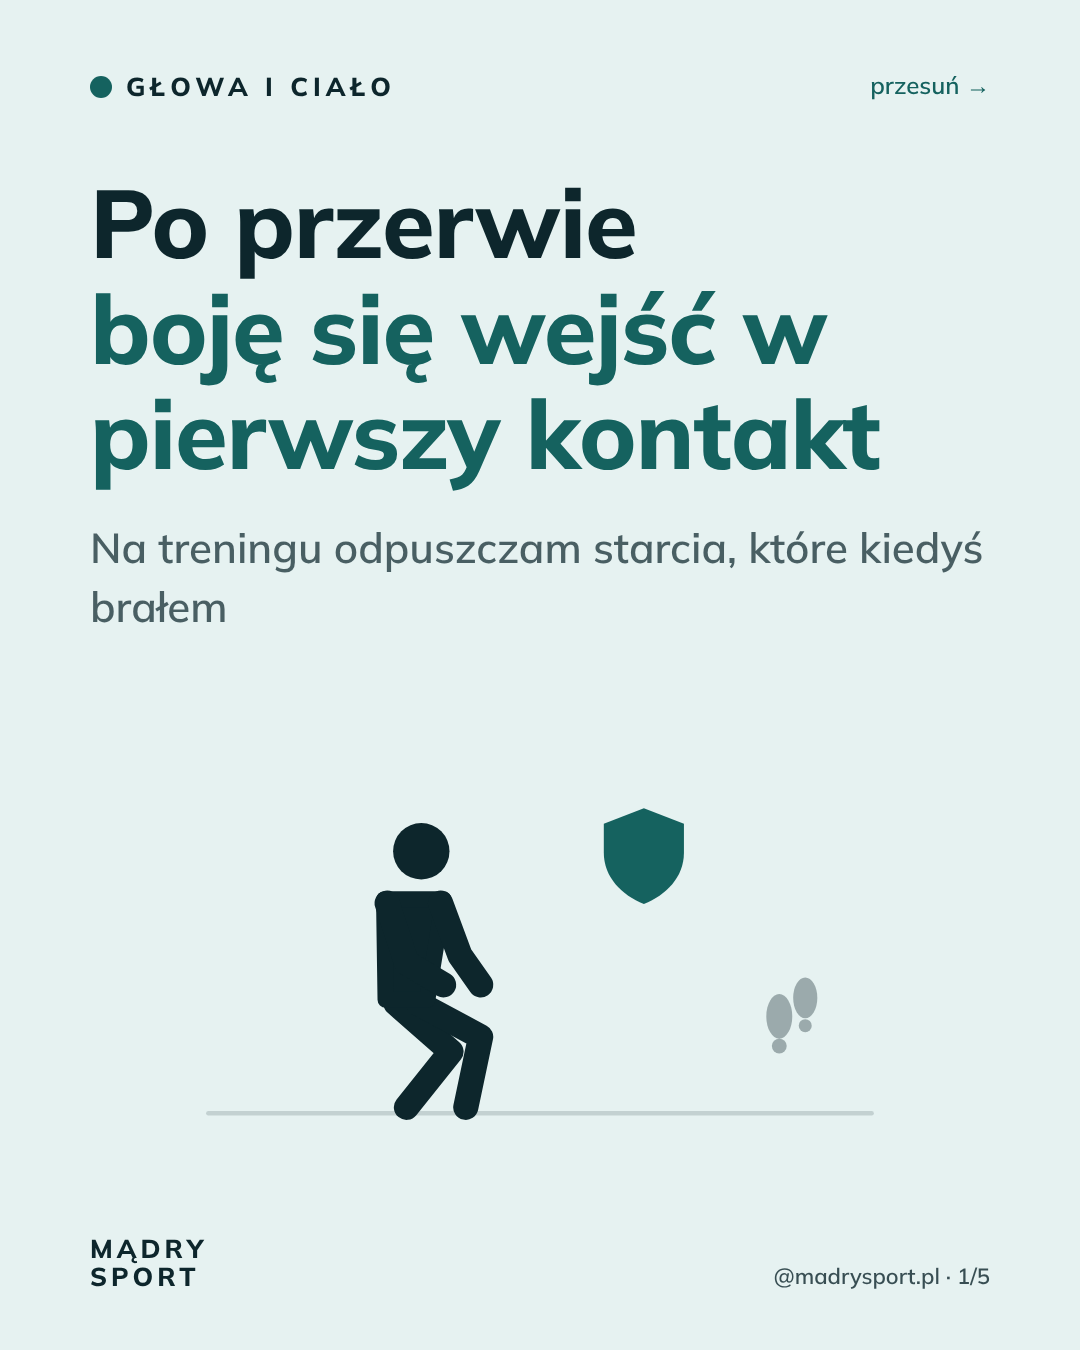 GŁOWA I CIAŁO
przesuń →
Po przerwie
boję się wejść w
pierwszy kontakt
Na treningu odpuszczam starcia, które kiedyś
brałem
MĄDRY
SPORT
@madrysport.pl · 1/5